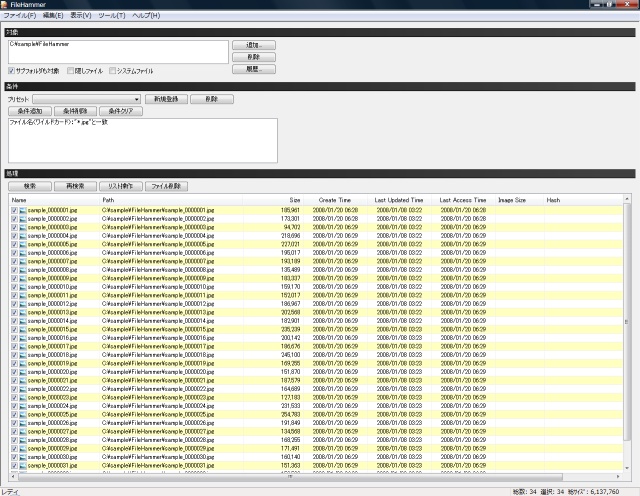 FileHammer
ファイル(F) 編集(E) 表示(V) ツール(T) ヘルプ(H)
対象
C:¥sample¥FileHammer
追加...
削除
履歴...
サブフォルダも対象 隠しファイル システムファイル
条件
プリセット 新規登録 削除
条件追加 条件削除 条件クリア
ファイル名(ワイルドカード):"*.jpg"と一致
処理
検索 再検索 リスト操作 ファイル削除
Name Path Size Create Time Last Updated Time Last Access Time Image Size Hash
sample_0000001.jpg C:¥sample¥FileHammer¥sample_0000001.jpg 185,961 2008/01/20 06:28 2008/01/08 03:22 2008/01/20 06:28
sample_0000002.jpg C:¥sample¥FileHammer¥sample_0000002.jpg 173,301 2008/01/20 06:28 2008/01/08 03:22 2008/01/20 06:28
sample_0000003.jpg C:¥sample¥FileHammer¥sample_0000003.jpg 94,702 2008/01/20 06:29 2008/01/08 03:22 2008/01/20 06:29
sample_0000004.jpg C:¥sample¥FileHammer¥sample_0000004.jpg 218,696 2008/01/20 06:29 2008/01/08 03:22 2008/01/20 06:29
sample_0000005.jpg C:¥sample¥FileHammer¥sample_0000005.jpg 227,021 2008/01/20 06:29 2008/01/08 03:22 2008/01/20 06:29
sample_0000006.jpg C:¥sample¥FileHammer¥sample_0000006.jpg 195,017 2008/01/20 06:29 2008/01/08 03:22 2008/01/20 06:29
sample_0000007.jpg C:¥sample¥FileHammer¥sample_0000007.jpg 193,189 2008/01/20 06:29 2008/01/08 03:22 2008/01/20 06:29
sample_0000008.jpg C:¥sample¥FileHammer¥sample_0000008.jpg 135,489 2008/01/20 06:29 2008/01/08 03:22 2008/01/20 06:29
sample_0000009.jpg C:¥sample¥FileHammer¥sample_0000009.jpg 183,337 2008/01/20 06:29 2008/01/08 03:22 2008/01/20 06:29
sample_0000010.jpg C:¥sample¥FileHammer¥sample_0000010.jpg 159,170 2008/01/20 06:29 2008/01/08 03:22 2008/01/20 06:29
sample_0000011.jpg C:¥sample¥FileHammer¥sample_0000011.jpg 152,017 2008/01/20 06:29 2008/01/08 03:22 2008/01/20 06:29
sample_0000012.jpg C:¥sample¥FileHammer¥sample_0000012.jpg 186,967 2008/01/20 06:29 2008/01/08 03:22 2008/01/20 06:29
sample_0000013.jpg C:¥sample¥FileHammer¥sample_0000013.jpg 202,568 2008/01/20 06:29 2008/01/08 03:22 2008/01/20 06:29
sample_0000014.jpg C:¥sample¥FileHammer¥sample_0000014.jpg 182,901 2008/01/20 06:29 2008/01/08 03:22 2008/01/20 06:29
sample_0000015.jpg C:¥sample¥FileHammer¥sample_0000015.jpg 235,239 2008/01/20 06:29 2008/01/08 03:23 2008/01/20 06:29
sample_0000016.jpg C:¥sample¥FileHammer¥sample_0000016.jpg 200,142 2008/01/20 06:29 2008/01/08 03:23 2008/01/20 06:29
sample_0000017.jpg C:¥sample¥FileHammer¥sample_0000017.jpg 186,676 2008/01/20 06:29 2008/01/08 03:23 2008/01/20 06:29
sample_0000018.jpg C:¥sample¥FileHammer¥sample_0000018.jpg 245,100 2008/01/20 06:29 2008/01/08 03:23 2008/01/20 06:29
sample_0000019.jpg C:¥sample¥FileHammer¥sample_0000019.jpg 169,255 2008/01/20 06:29 2008/01/08 03:23 2008/01/20 06:29
sample_0000020.jpg C:¥sample¥FileHammer¥sample_0000020.jpg 151,870 2008/01/20 06:29 2008/01/08 03:23 2008/01/20 06:29
sample_0000021.jpg C:¥sample¥FileHammer¥sample_0000021.jpg 187,579 2008/01/20 06:29 2008/01/08 03:23 2008/01/20 06:29
sample_0000022.jpg C:¥sample¥FileHammer¥sample_0000022.jpg 164,689 2008/01/20 06:29 2008/01/08 03:23 2008/01/20 06:29
sample_0000023.jpg C:¥sample¥FileHammer¥sample_0000023.jpg 127,183 2008/01/20 06:29 2008/01/08 03:23 2008/01/20 06:29
sample_0000024.jpg C:¥sample¥FileHammer¥sample_0000024.jpg 231,533 2008/01/20 06:29 2008/01/08 03:23 2008/01/20 06:29
sample_0000025.jpg C:¥sample¥FileHammer¥sample_0000025.jpg 254,783 2008/01/20 06:29 2008/01/08 03:23 2008/01/20 06:29
sample_0000026.jpg C:¥sample¥FileHammer¥sample_0000026.jpg 191,849 2008/01/20 06:29 2008/01/08 03:23 2008/01/20 06:29
sample_0000027.jpg C:¥sample¥FileHammer¥sample_0000027.jpg 134,568 2008/01/20 06:29 2008/01/08 03:23 2008/01/20 06:29
sample_0000028.jpg C:¥sample¥FileHammer¥sample_0000028.jpg 168,255 2008/01/20 06:29 2008/01/08 03:23 2008/01/20 06:29
sample_0000029.jpg C:¥sample¥FileHammer¥sample_0000029.jpg 171,491 2008/01/20 06:29 2008/01/08 03:23 2008/01/20 06:29
sample_0000030.jpg C:¥sample¥FileHammer¥sample_0000030.jpg 160,140 2008/01/20 06:29 2008/01/08 03:23 2008/01/20 06:29
sample_0000031.jpg C:¥sample¥FileHammer¥sample_0000031.jpg 151,363 2008/01/20 06:29 2008/01/08 03:23 2008/01/20 06:29
レディ 総数: 34 選択: 34 総サイズ: 6,137,760